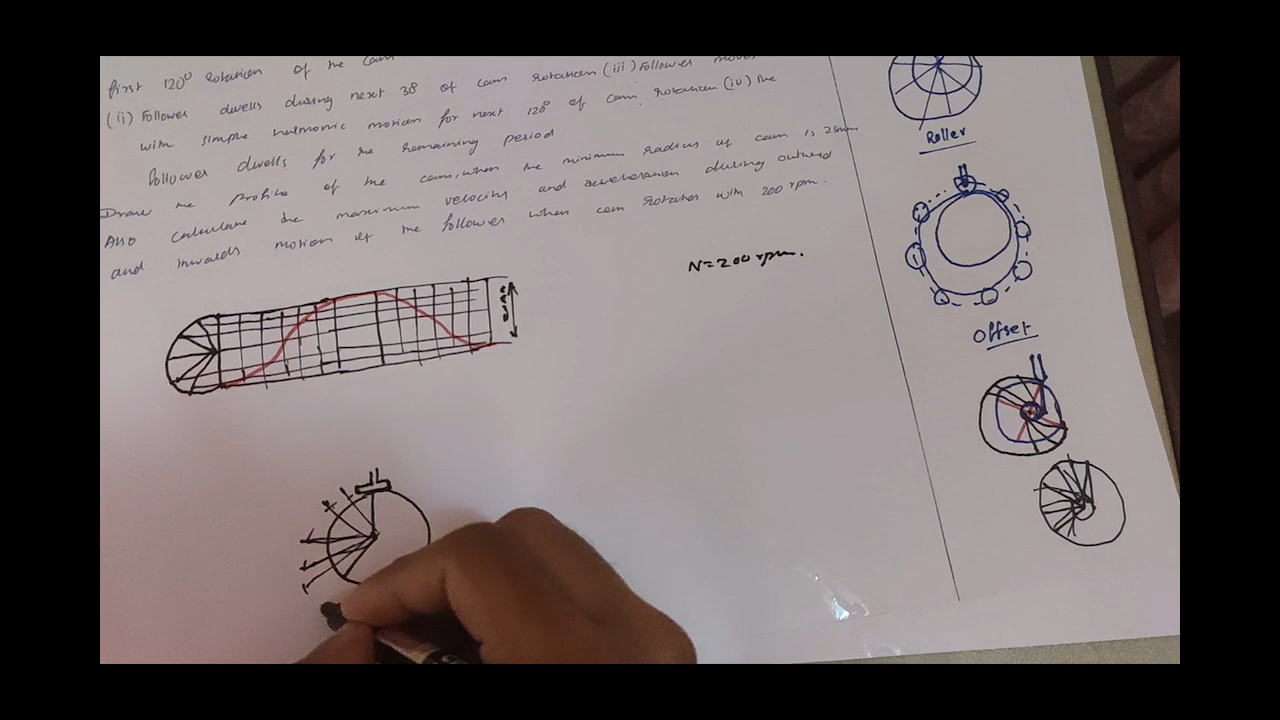 first 120° Rotation of the cam
(ii) Follower dwells during next 30 of cam rotation (iii) Follower moves
with simple harmonic motion for next 120° of cam rotation (iv) The
follower dwells for the remaining period.
Draw the Profile of the cam, when the minimum radius of cam is 25mm
Also calculate the maximum velocity and acceleration during outward
and inwards motion of the follower when cam Rotates with 200 rpm.
N=200 rpm.
Roller
Offset